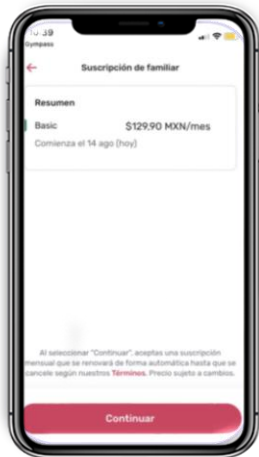 10:39
Gympass
Suscripción de familiar
Resumen
Basic $129.90 MXN/mes
Comienza el 14 ago (hoy)
Al seleccionar "Continuar", aceptas una suscripción
mensual que se renovará de forma automática hasta que se
cancele según nuestros Términos. Precio sujeto a cambios.
Continuar